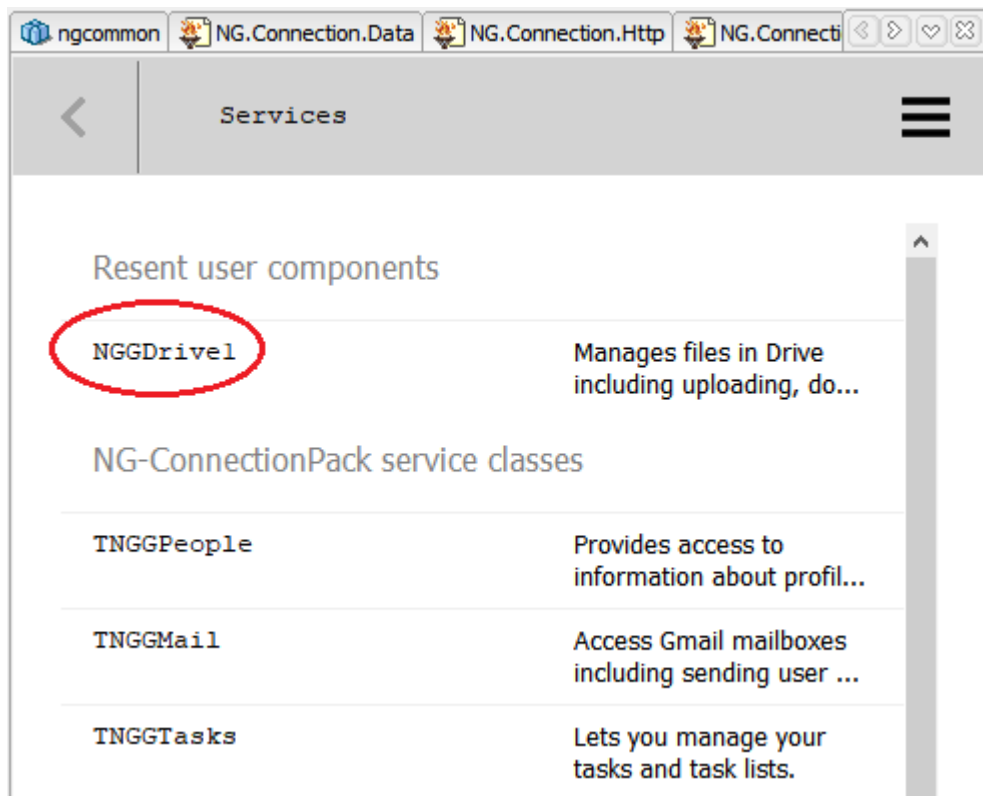 ngcommon NG.Connection.Data NG.Connection.Http NG.Connecti
Services
Resent user components
NGGDrive1 Manages files in Drive
including uploading, do...
NG-ConnectionPack service classes
TNGGPeople Provides access to
information about profil...
TNGGMail Access Gmail mailboxes
including sending user ...
TNGGTasks Lets you manage your
tasks and task lists.